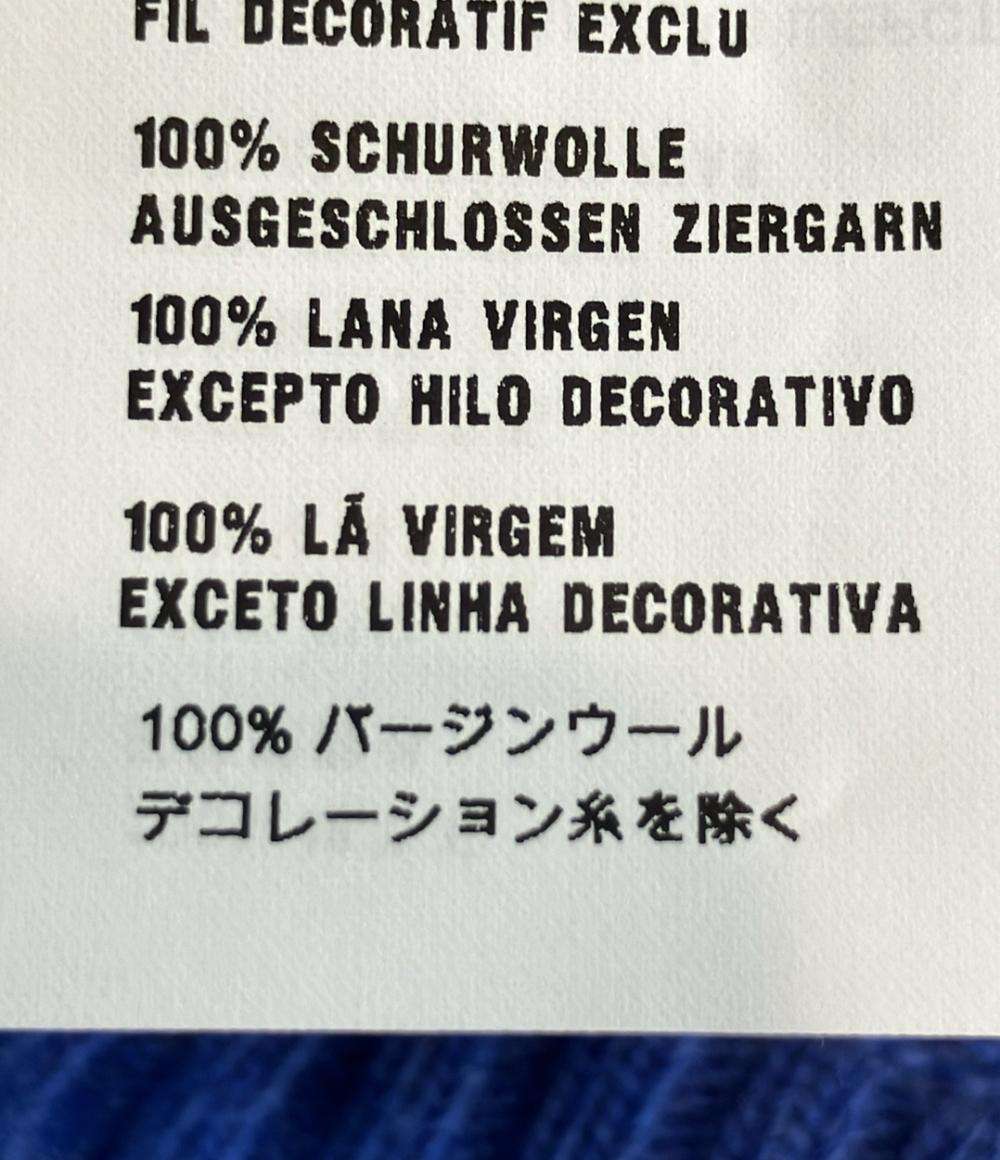 FIL DECORATIF EXCLU
100% SCHURWOLLE
AUSGESCHLOSSEN ZIERGARN
100% LANA VIRGEN
EXCEPTO HILO DECORATIVO
100% LÃ VIRGEM
EXCETO LINHA DECORATIVA
100% バージンウール
デコレーション糸を除く